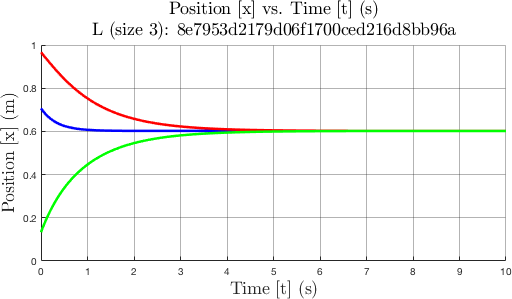 Position [x] vs. Time [t] (s)
L (size 3): 8e7953d2179d06f1700ced216d8bb96a
Position [x] (m)
1
0.8
0.6
0.4
0.2
0
0 1 2 3 4 5 6 7 8 9 10
Time [t] (s)